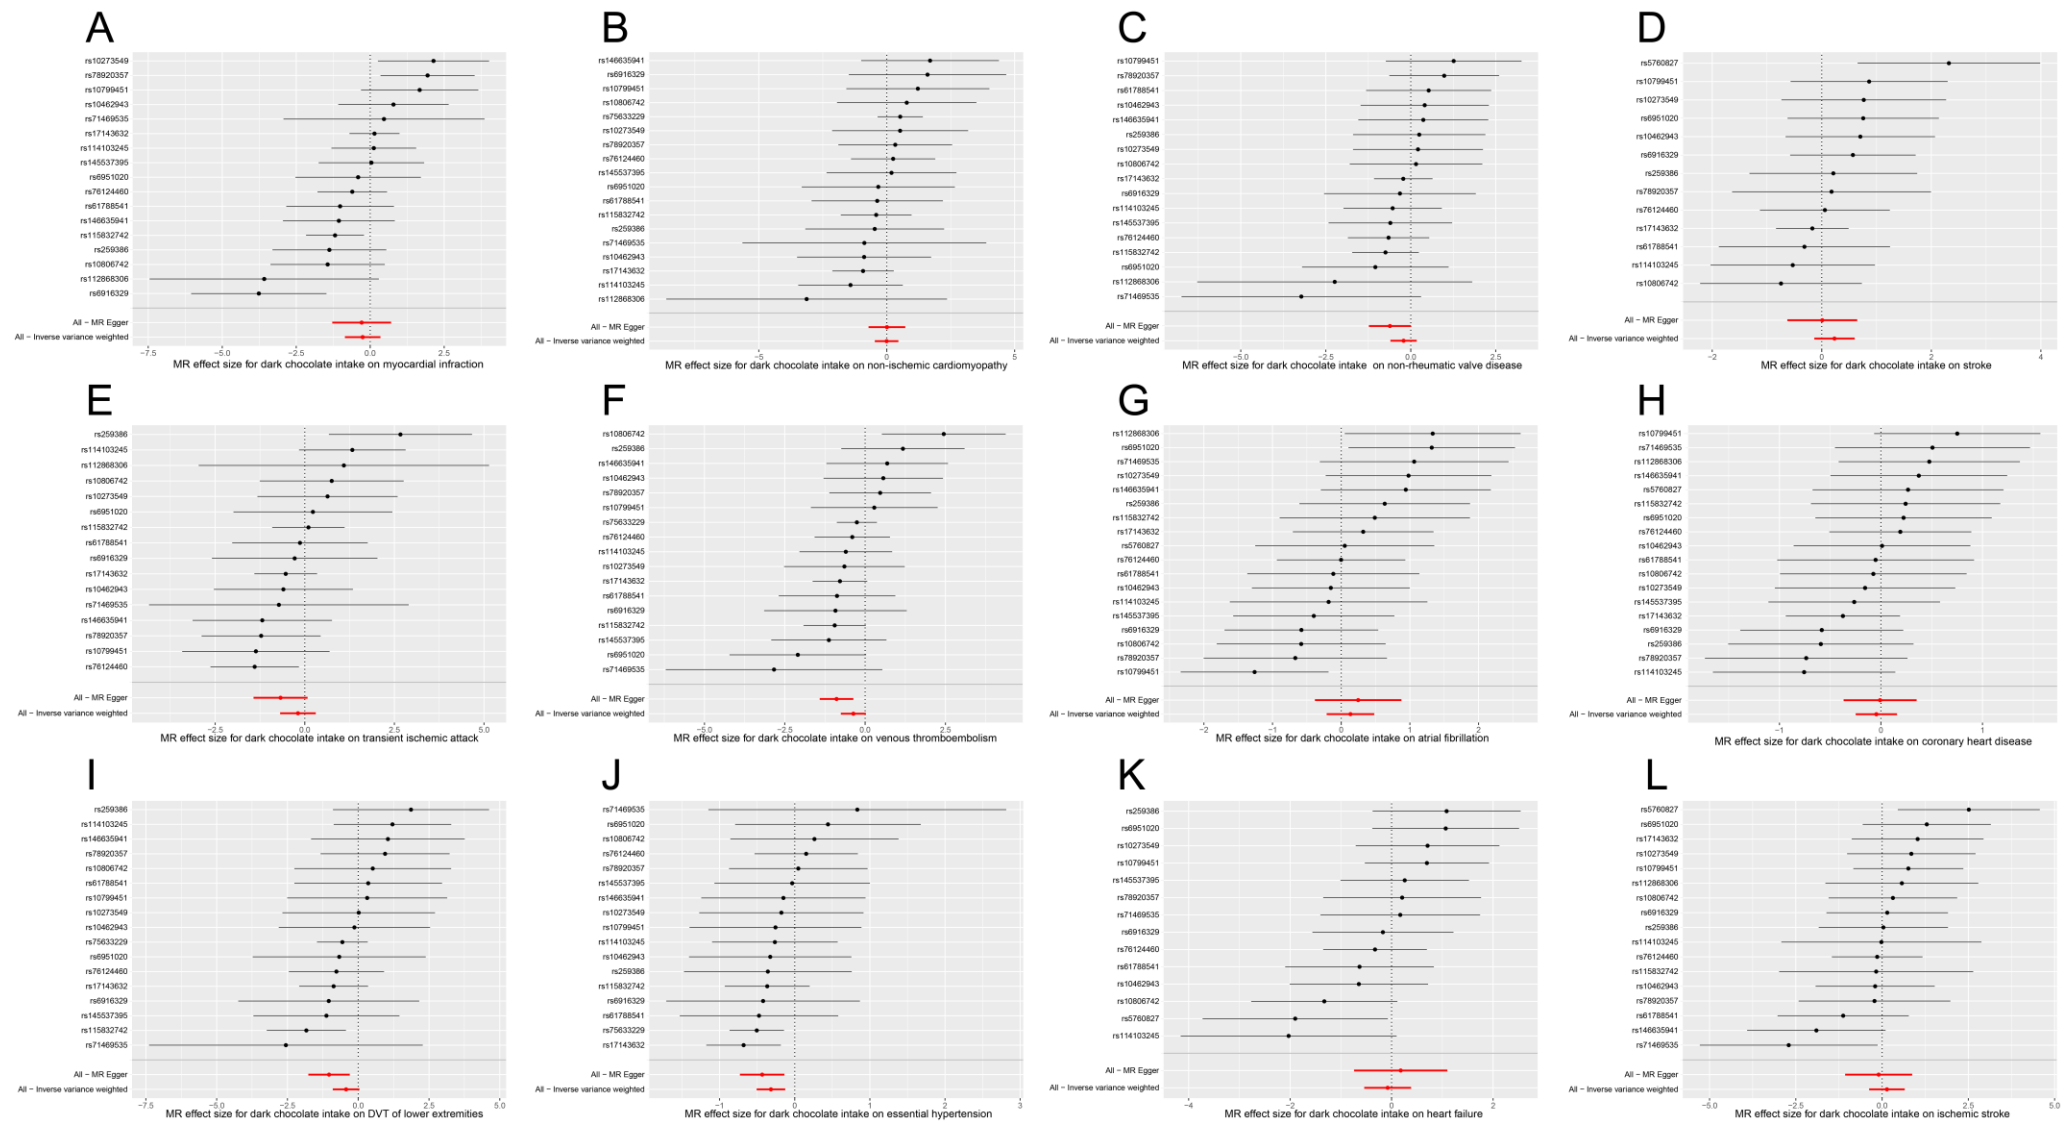 A
rs10273549
rs78920357
rs10799451
rs10462943
rs71469535
rs17143632
rs114103245
rs145537395
rs6951020
rs76124460
rs61788541
rs146635941
rs115832742
rs259386
rs10806742
rs112868306
rs6916329
All − MR Egger
All − Inverse variance weighted
−7.5 −5.0 −2.5 0.0 2.5
MR effect size for dark chocolate intake on myocardial infraction
B
rs146635941
rs6916329
rs10799451
rs10806742
rs75633229
rs10273549
rs78920357
rs76124460
rs145537395
rs6951020
rs61788541
rs115832742
rs259386
rs71469535
rs10462943
rs17143632
rs114103245
rs112868306
All − MR Egger
All − Inverse variance weighted
−5 0 5
MR effect size for dark chocolate intake on non-ischemic cardiomyopathy
C
rs10799451
rs78920357
rs61788541
rs10462943
rs146635941
rs259386
rs10273549
rs10806742
rs17143632
rs6916329
rs114103245
rs145537395
rs76124460
rs115832742
rs6951020
rs112868306
rs71469535
All − MR Egger
All − Inverse variance weighted
−5.0 −2.5 0.0 2.5
MR effect size for dark chocolate intake on non-rheumatic valve disease
D
rs5760827
rs10799451
rs10273549
rs6951020
rs10462943
rs6916329
rs259386
rs78920357
rs76124460
rs17143632
rs61788541
rs114103245
rs10806742
All − MR Egger
All − Inverse variance weighted
−2 0 2 4
MR effect size for dark chocolate intake on stroke
E
rs259386
rs114103245
rs112868306
rs10806742
rs10273549
rs6951020
rs115832742
rs61788541
rs6916329
rs17143632
rs10462943
rs71469535
rs146635941
rs78920357
rs10799451
rs76124460
All − MR Egger
All − Inverse variance weighted
−2.5 0.0 2.5 5.0
MR effect size for dark chocolate intake on transient ischemic attack
F
rs10806742
rs259386
rs146635941
rs10462943
rs78920357
rs10799451
rs75633229
rs76124460
rs114103245
rs10273549
rs17143632
rs61788541
rs6916329
rs115832742
rs145537395
rs6951020
rs71469535
All − MR Egger
All − Inverse variance weighted
−5.0 −2.5 0.0 2.5
MR effect size for dark chocolate intake on venous thromboembolism
G
rs112868306
rs6951020
rs71469535
rs10273549
rs146635941
rs259386
rs115832742
rs17143632
rs5760827
rs76124460
rs61788541
rs10462943
rs114103245
rs145537395
rs6916329
rs10806742
rs78920357
rs10799451
All − MR Egger
All − Inverse variance weighted
−2 −1 0 1 2
MR effect size for dark chocolate intake on atrial fibrillation
H
rs10799451
rs71469535
rs112868306
rs146635941
rs5760827
rs115832742
rs6951020
rs76124460
rs10462943
rs61788541
rs10806742
rs10273549
rs145537395
rs17143632
rs6916329
rs259386
rs78920357
rs114103245
All − MR Egger
All − Inverse variance weighted
−1 0 1
MR effect size for dark chocolate intake on coronary heart disease
I
rs259386
rs114103245
rs146635941
rs78920357
rs10806742
rs61788541
rs10799451
rs10273549
rs10462943
rs75633229
rs6951020
rs76124460
rs17143632
rs6916329
rs145537395
rs115832742
rs71469535
All − MR Egger
All − Inverse variance weighted
−7.5 −5.0 −2.5 0.0 2.5 5.0
MR effect size for dark chocolate intake on DVT of lower extremities
J
rs71469535
rs6951020
rs10806742
rs76124460
rs78920357
rs145537395
rs146635941
rs10273549
rs10799451
rs114103245
rs10462943
rs259386
rs115832742
rs6916329
rs61788541
rs75633229
rs17143632
All − MR Egger
All − Inverse variance weighted
−1 0 1 2 3
MR effect size for dark chocolate intake on essential hypertension
K
rs259386
rs6951020
rs10273549
rs10799451
rs145537395
rs78920357
rs71469535
rs6916329
rs76124460
rs61788541
rs10462943
rs10806742
rs5760827
rs114103245
All − MR Egger
All − Inverse variance weighted
−4 −2 0 2
MR effect size for dark chocolate intake on heart failure
L
rs5760827
rs6951020
rs17143632
rs10273549
rs10799451
rs112868306
rs10806742
rs6916329
rs259386
rs114103245
rs76124460
rs115832742
rs10462943
rs78920357
rs61788541
rs146635941
rs71469535
All − MR Egger
All − Inverse variance weighted
−5.0 −2.5 0.0 2.5 5.0
MR effect size for dark chocolate intake on ischemic stroke